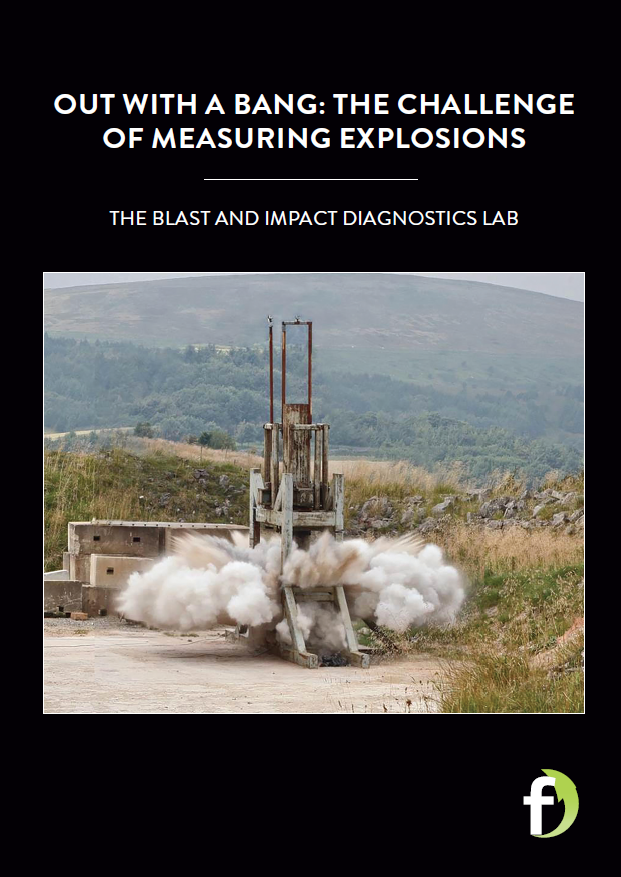 OUT WITH A BANG: THE CHALLENGE
OF MEASURING EXPLOSIONS
THE BLAST AND IMPACT DIAGNOSTICS LAB
f